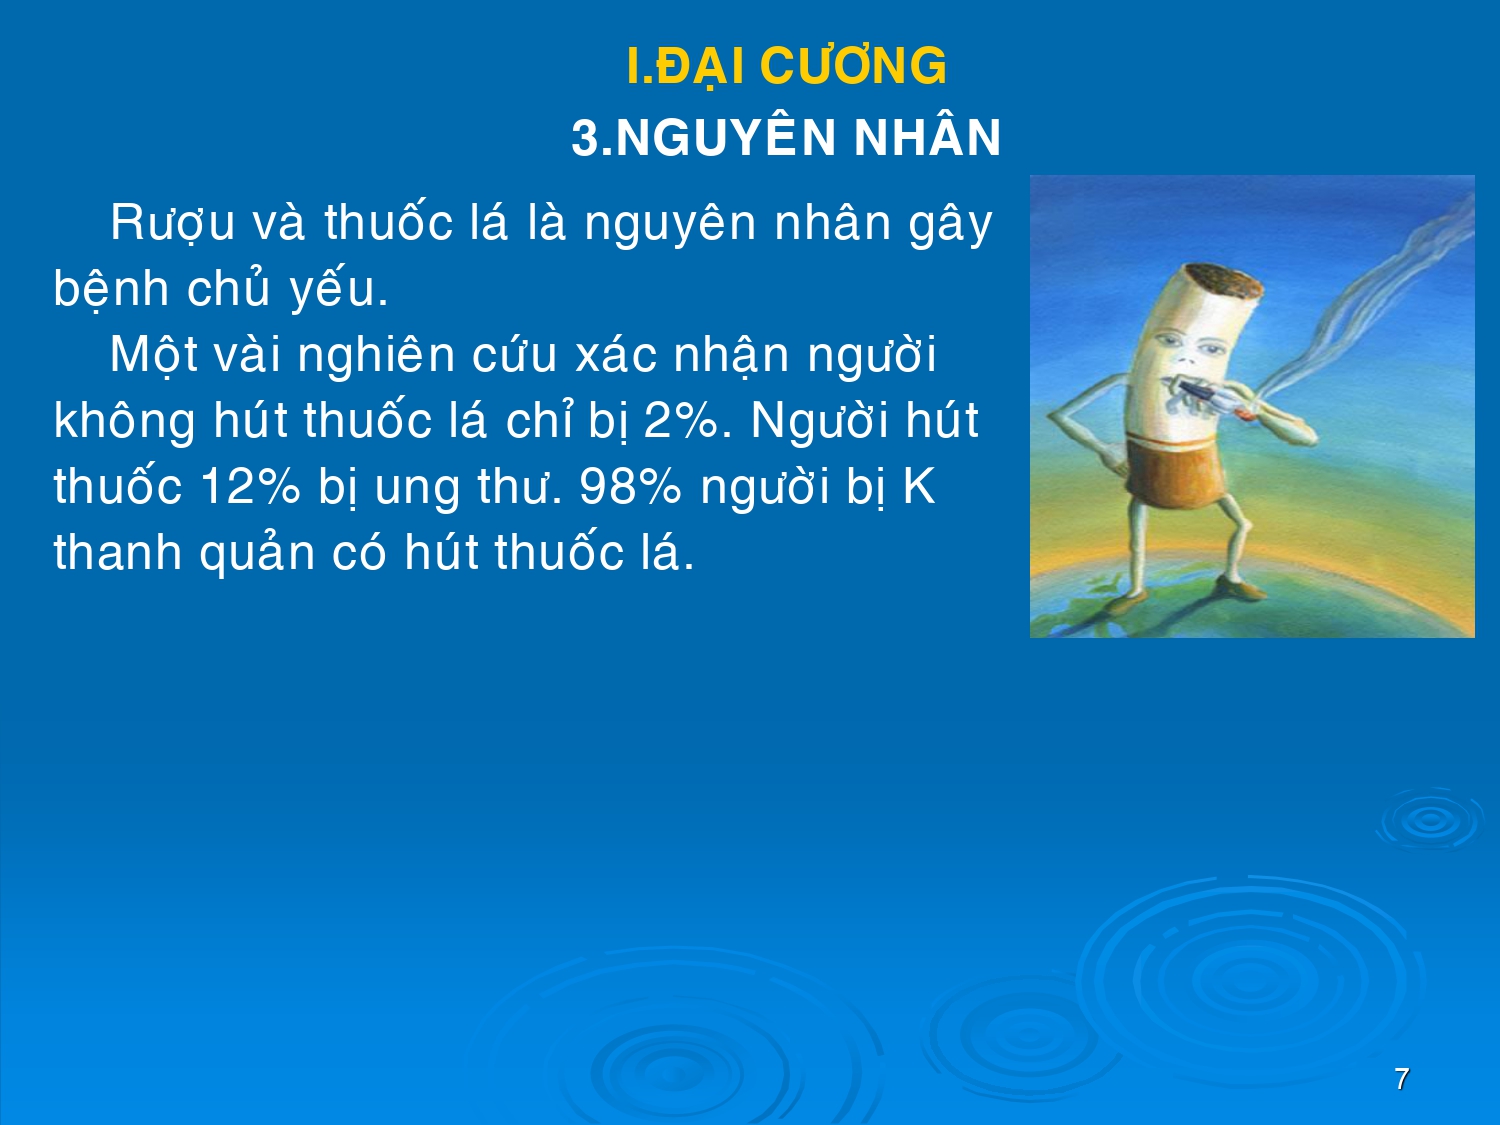 I.ĐẠI CƯƠNG
3.NGUYÊN NHÂN
Rượu và thuốc lá là nguyên nhân gây
bệnh chủ yếu.
Một vài nghiên cứu xác nhận người
không hút thuốc lá chỉ bị 2%. Người hút
thuốc 12% bị ung thư. 98% người bị K
thanh quản có hút thuốc lá.
7